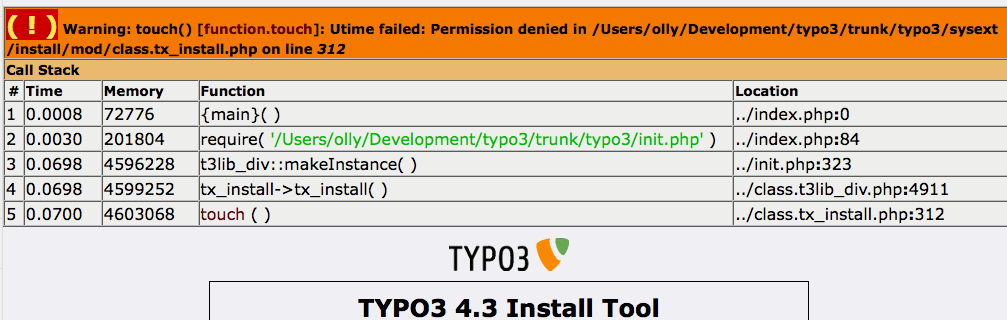 ( ! ) Warning: touch() [function.touch]: Utime failed: Permission denied in /Users/olly/Development/typo3/trunk/typo3/sysext
/install/mod/class.tx_install.php on line 312
Call Stack
# Time Memory Function Location
1 0.0008 72776 {main}( ) ../index.php:0
2 0.0030 201804 require( '/Users/olly/Development/typo3/trunk/typo3/init.php' ) ../index.php:84
3 0.0698 4596228 t3lib_div::makeInstance( ) ../init.php:323
4 0.0698 4599252 tx_install->tx_install( ) ../class.t3lib_div.php:4911
5 0.0700 4603068 touch ( ) ../class.tx_install.php:312
TYPO3
TYPO3 4.3 Install Tool